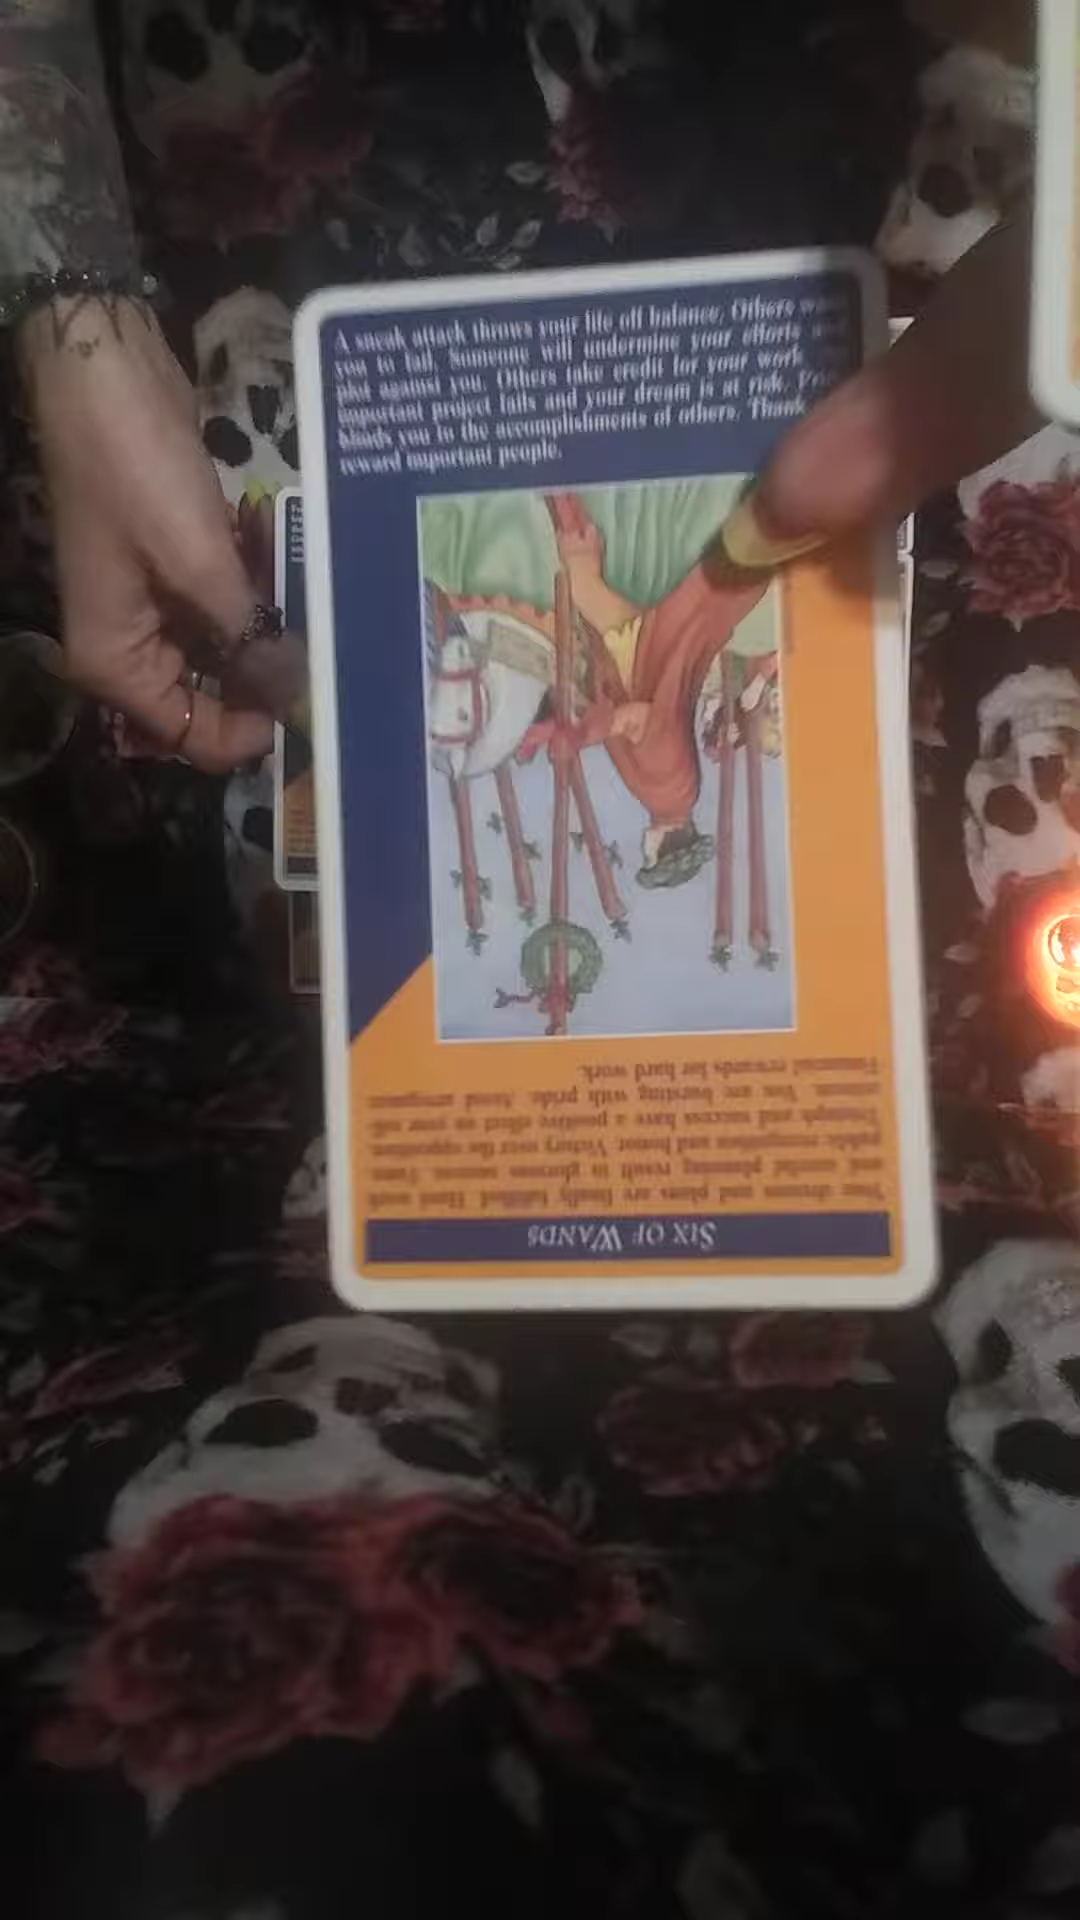 A sneak attack throws your life off balance. Others
you to fail. Someone will undermine your efforts and
plot against you. Others take credit for your work
important project fails and your dream is at risk.
blinds you to the accomplishments of others. Thank
reward important people.
SIX OF WANDS
Your dreams and plans are finally fulfilled. Hard work
and careful planning result in glorious success. Fame,
public recognition and honor. Victory over the opposition.
Triumph and success have a positive effect on your self-
esteem. You are bursting with pride. Avoid arrogance.
Financial rewards for hard work.